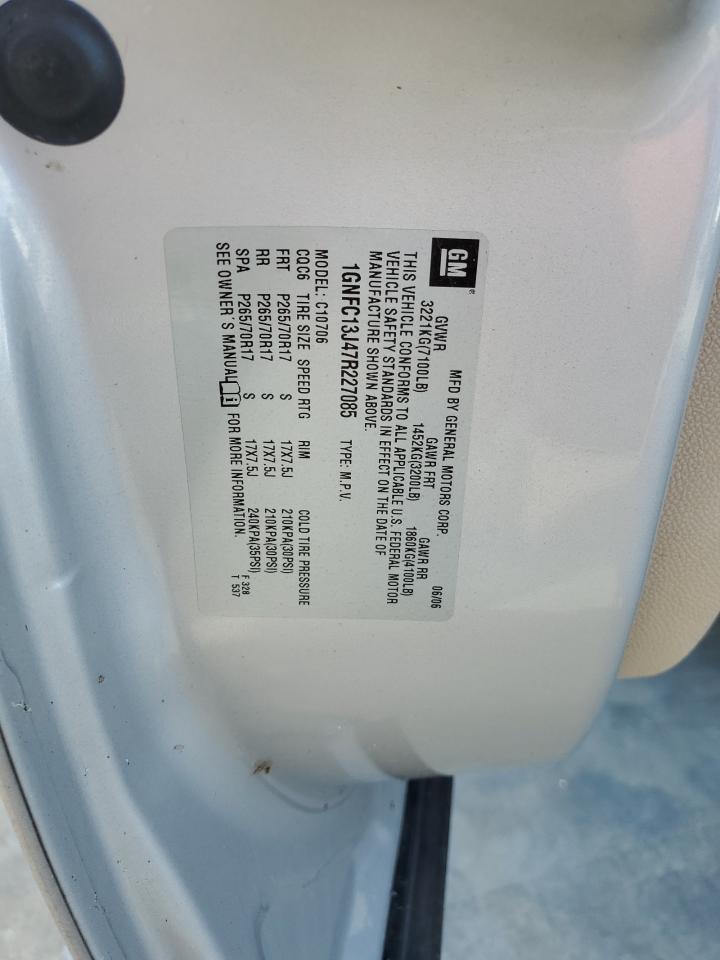 GM®
MFD BY GENERAL MOTORS CORP. 06/06
GVWR GAWR FRT GAWR RR
3221KG(7100LB) 1452KG(3200LB) 1860KG(4100LB)
THIS VEHICLE CONFORMS TO ALL APPLICABLE U.S. FEDERAL MOTOR
VEHICLE SAFETY STANDARDS IN EFFECT ON THE DATE OF
MANUFACTURE SHOWN ABOVE.
1GNFC13J47R227085 TYPE: M.P.V.
MODEL: C10706
CQC6 TIRE SIZE SPEED RTG RIM COLD TIRE PRESSURE
FRT P265/70R17 S 17X7.5J 210KPA(30PSI)
RR P265/70R17 S 17X7.5J 210KPA(30PSI)
SPA P265/70R17 S 17X7.5J 240KPA(35PSI)
SEE OWNER'S MANUAL i FOR MORE INFORMATION.
F 328
T 537